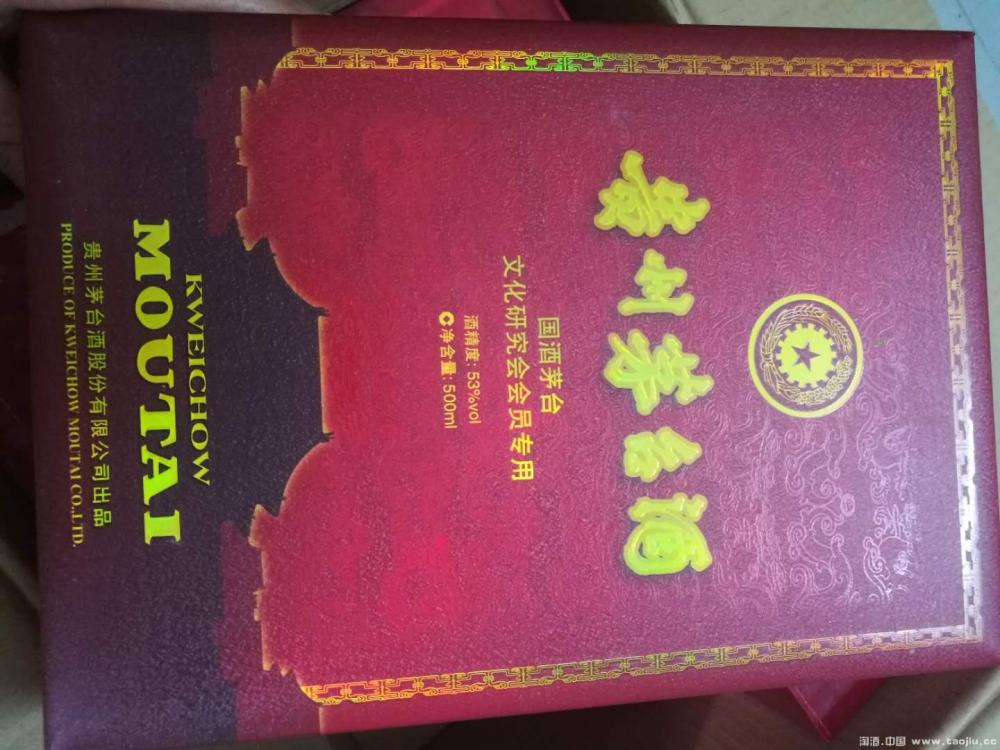 贵州茅台酒
国酒茅台
文化研究会会员专用
酒精度: 53%vol
净含量: 500ml
KWEICHOW
MOUTAI
贵州茅台酒股份有限公司出品
PRODUCE OF KWEICHOW MOUTAI CO.,LTD.
淘酒.中国 www.taojiu.cc